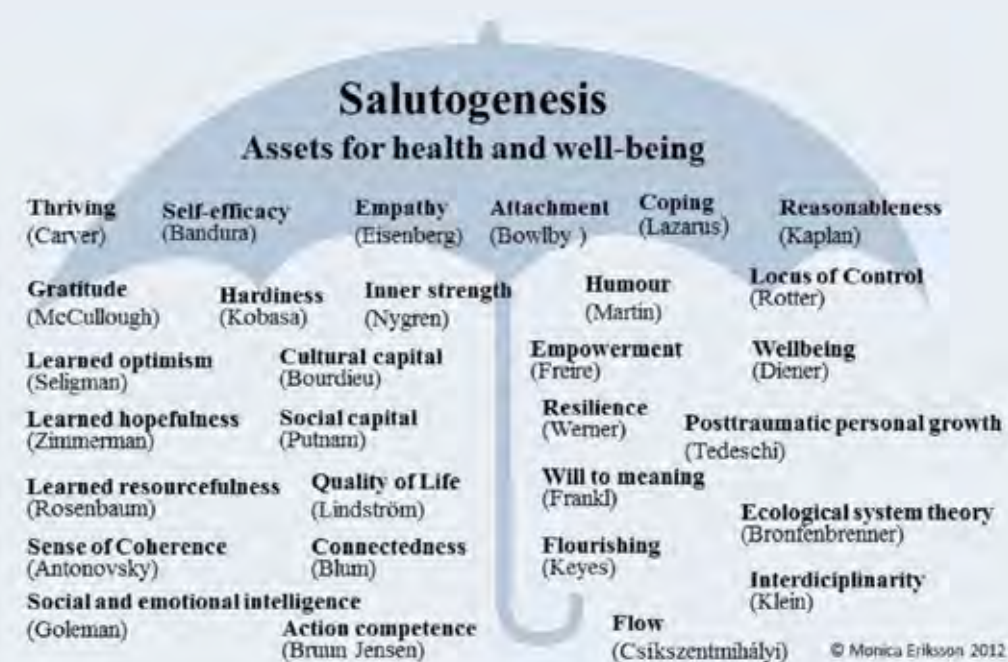 Salutogenesis
Assets for health and well-being
Thriving
(Carver)
Self-efficacy
(Bandura)
Empathy
(Eisenberg)
Attachment
(Bowlby )
Coping
(Lazarus)
Reasonableness
(Kaplan)
Gratitude
(McCullough)
Hardiness
(Kobasa)
Inner strength
(Nygren)
Humour
(Martin)
Locus of Control
(Rotter)
Learned optimism
(Seligman)
Cultural capital
(Bourdieu)
Empowerment
(Freire)
Wellbeing
(Diener)
Learned hopefulness
(Zimmerman)
Social capital
(Putnam)
Resilience
(Werner)
Posttraumatic personal growth
(Tedeschi)
Learned resourcefulness
(Rosenbaum)
Quality of Life
(Lindström)
Will to meaning
(Frankl)
Ecological system theory
(Bronfenbrenner)
Sense of Coherence
(Antonovsky)
Connectedness
(Blum)
Flourishing
(Keyes)
Interdiciplinarity
(Klein)
Social and emotional intelligence
(Goleman)
Action competence
(Bruun Jensen)
Flow
(Csikszentmihályi)
© Monica Eriksson 2012